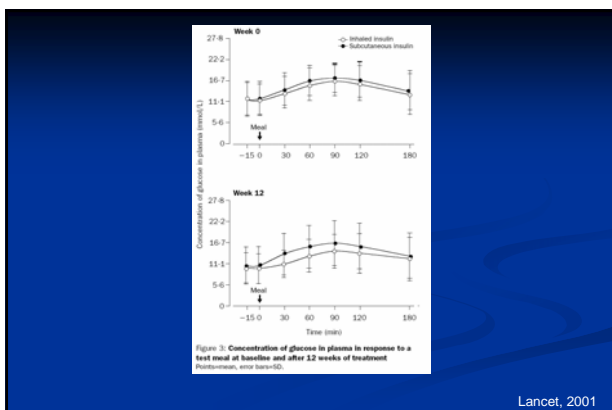 Week 0
Inhaled insulin
Subcutaneous insulin
27·8
22·2
16·7
11·1
5·6
0
Meal
−15 0 30 60 90 120 180
Concentration of glucose in plasma (mmol/L)
Week 12
27·8
22·2
16·7
11·1
5·6
0
Meal
−15 0 30 60 90 120 180
Time (min)
Figure 3: Concentration of glucose in plasma in response to a
test meal at baseline and after 12 weeks of treatment
Points=mean, error bars=SD.
Lancet, 2001